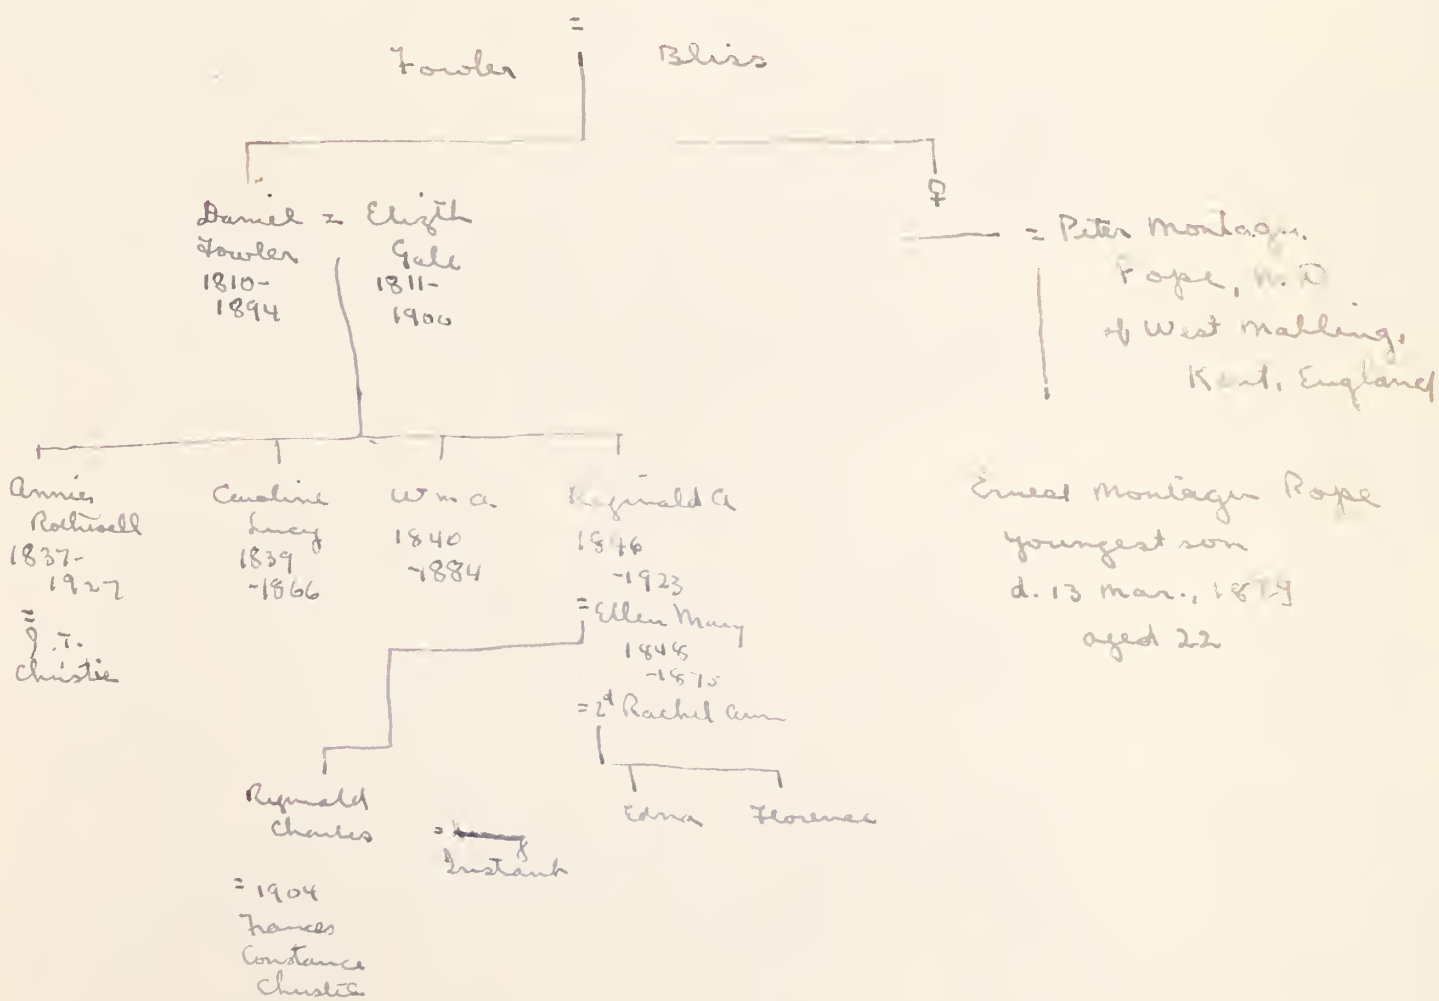 =
Fowler Bliss
♀
Daniel = Elizth
Fowler Gale
1810- 1811-
1894 1900
= Peter Montagu
Pope, M.D
of West Malling,
Kent, England
Annie
Rothwell
1837-
1927
=
J. T.
Christie
Caroline
Lucy
1839
-1866
Wm A.
1840
-1884
Reginald A
1846
-1923
= Ellen Mary
1848
-1875
= 2d Rachel Ann
Ernest Montagu Pope
youngest son
d. 13 Mar., 1879
aged 22
Reginald
Charles
=
= 1904
Frances
Constance
Christie
Edna Florence